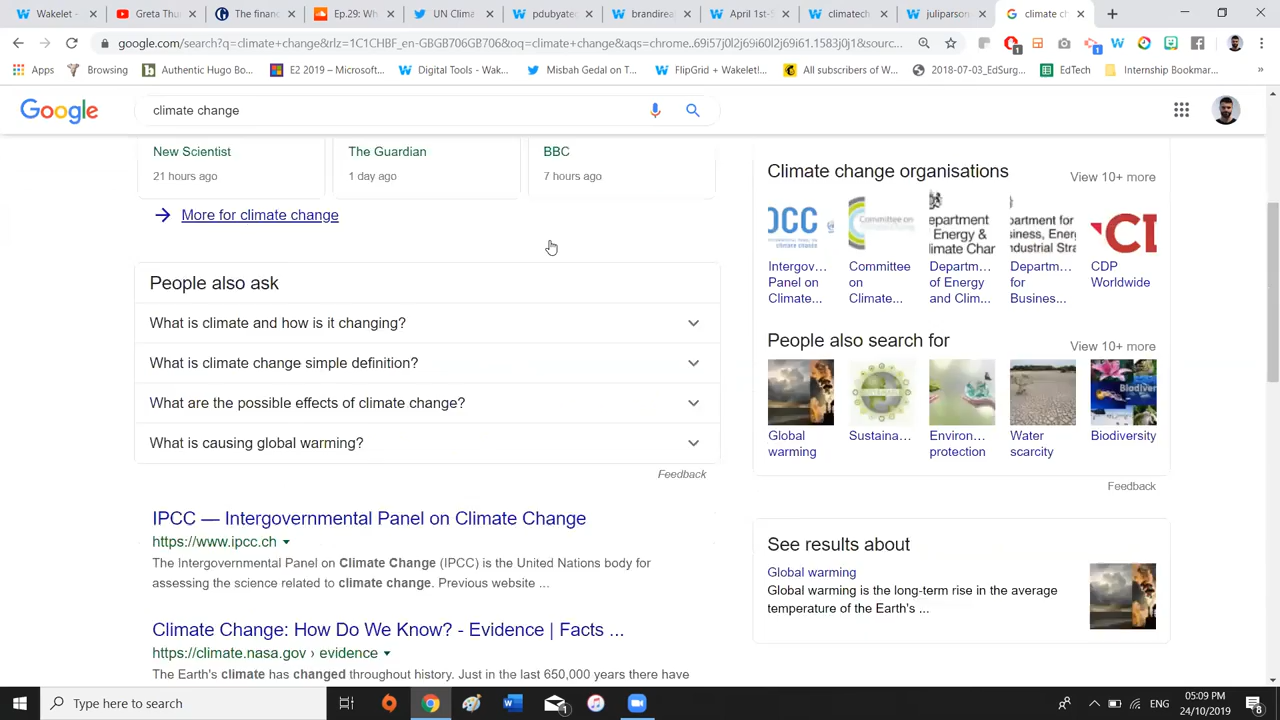 Wakelet -
Greta Thu
The financ
Ep.29: Wh
UN Clima
pdubyatec
brandreal
April 1st-5
climatech
juliparson
climate ch
google.com/search?q=climate+change&rlz=1C1CHBF_en-GBGB706GB706&oq=climate+change&aqs=chrome..69i57j0l2j69i60l2j69i61.1583j0j1&sourc...
Apps
Browsing
Authentic Hugo Bo...
E2 2019 – Microsoft...
Digital Tools - Wak...
Misbah Gedal on T...
FlipGrid + Wakelet!...
All subscribers of W...
2018-07-03_EdSurg...
EdTech
Internship Bookmar...
»
Google
climate change
New Scientist
21 hours ago
The Guardian
1 day ago
BBC
7 hours ago
More for climate change
People also ask
What is climate and how is it changing?
What is climate change simple definition?
What are the possible effects of climate change?
What is causing global warming?
Feedback
IPCC — Intergovernmental Panel on Climate Change
https://www.ipcc.ch
The Intergovernmental Panel on Climate Change (IPCC) is the United Nations body for
assessing the science related to climate change. Previous website ...
Climate Change: How Do We Know? - Evidence | Facts ...
https://climate.nasa.gov › evidence
The Earth's climate has changed throughout history. Just in the last 650,000 years there have
Climate change organisations
View 10+ more
Intergov...
Panel on
Climate...
Committee
on
Climate...
Departm...
of Energy
and Clim...
Departm...
for
Busines...
CDP
Worldwide
People also search for
View 10+ more
Global
warming
Sustaina...
Environ...
protection
Water
scarcity
Biodiversity
Feedback
See results about
Global warming
Global warming is the long-term rise in the average
temperature of the Earth's ...
Type here to search
ENG
05:09 PM
24/10/2019